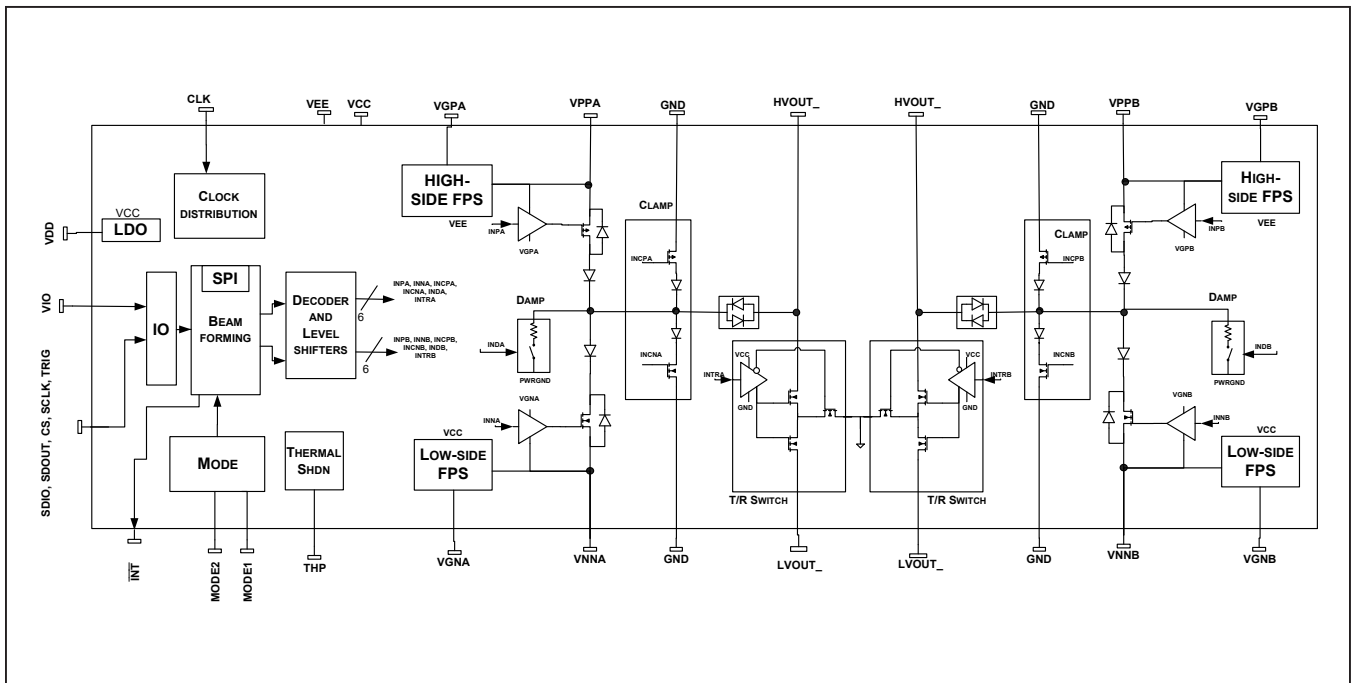 CLK
VEE
VCC
VGPA
VPPA
GND
HVOUT_
HVOUT_
GND
VPPB
VGPB
VDD
VCC
LDO
CLOCK
DISTRIBUTION
HIGH-
SIDE FPS
VEE
INPA
VGPA
CLAMP
INCPA
CLAMP
INCPB
HIGH-
SIDE FPS
VEE
INPB
VGPB
VIO
IO
SPI
BEAM
FORMING
DECODER
AND
LEVEL
SHIFTERS
6
INPA, INNA, INCPA,
INCNA, INDA,
INTRA
6
INPB, INNB, INCPB,
INCNB, INDB,
INTRB
DAMP
INDA
PWRGND
INCNA
INTRA
VCC
GND
VCC
GND
INTRB
INCNB
DAMP
INDB
PWRGND
SDIO, SDOUT, CS, SCLK, TRIG
MODE
THERMAL
SHDN
VGNA
INNA
VCC
LOW-SIDE
FPS
T/R SWITCH
T/R SWITCH
VGNB
INNB
VCC
LOW-SIDE
FPS
INT
MODE2
MODE1
THP
VGNA
VNNA
GND
LVOUT_
LVOUT_
GND
VNNB
VGNB